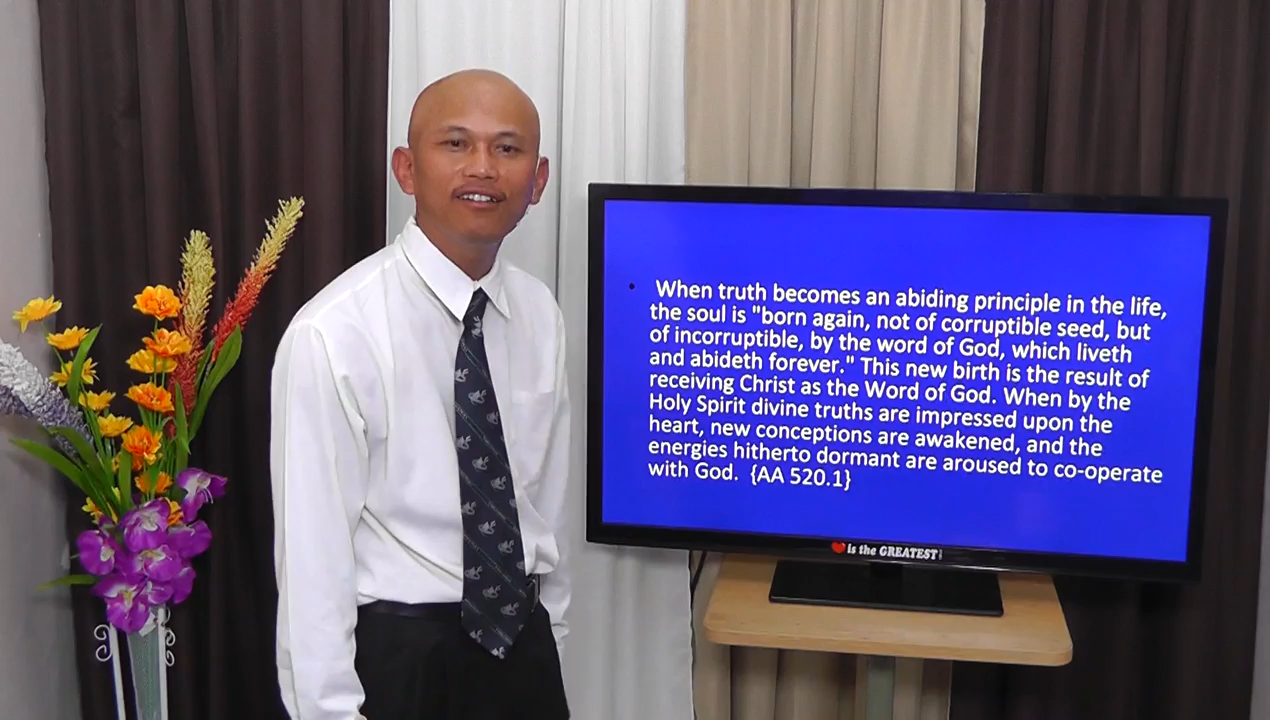 • When truth becomes an abiding principle in the life,
the soul is "born again, not of corruptible seed, but
of incorruptible, by the word of God, which liveth
and abideth forever." This new birth is the result of
receiving Christ as the Word of God. When by the
Holy Spirit divine truths are impressed upon the
heart, new conceptions are awakened, and the
energies hitherto dormant are aroused to co-operate
with God. {AA 520.1}
is the GREATEST!